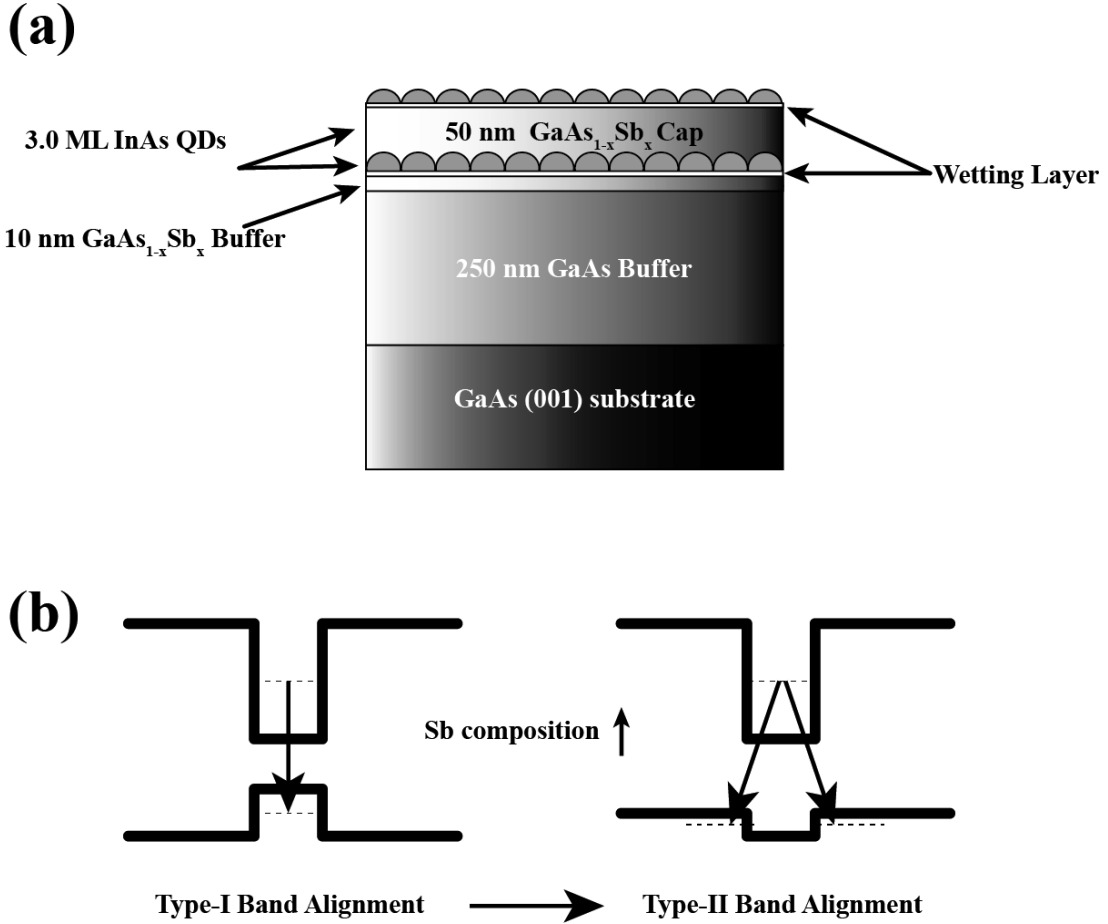 (a)
50 nm GaAs1-xSbx Cap
3.0 ML InAs QDs
Wetting Layer
10 nm GaAs1-xSbx Buffer
250 nm GaAs Buffer
GaAs (001) substrate
(b)
Sb composition
Type-I Band Alignment
Type-II Band Alignment